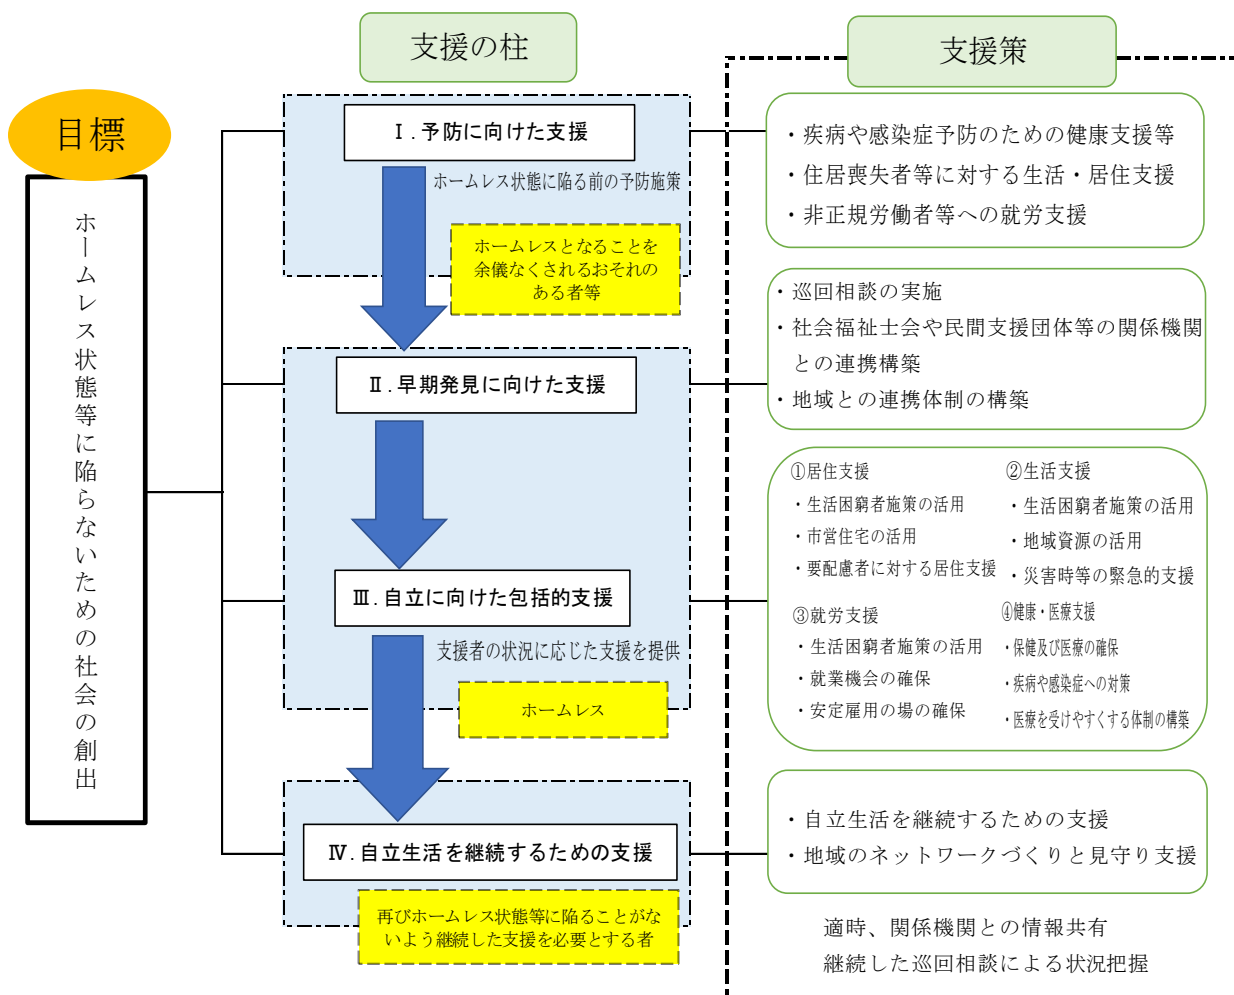 目標
ホームレス状態等に陥らないための社会の創出
支援の柱
Ⅰ.予防に向けた支援
ホームレス状態に陥る前の予防施策
ホームレスとなることを
余儀なくされるおそれの
ある者等
Ⅱ.早期発見に向けた支援
Ⅲ.自立に向けた包括的支援
支援者の状況に応じた支援を提供
ホームレス
Ⅳ.自立生活を継続するための支援
再びホームレス状態等に陥ることがな
いよう継続した支援を必要とする者
支援策
・疾病や感染症予防のための健康支援等
・住居喪失者等に対する生活・居住支援
・非正規労働者等への就労支援
・巡回相談の実施
・社会福祉士会や民間支援団体等の関係機関
との連携構築
・地域との連携体制の構築
①居住支援
・生活困窮者施策の活用
・市営住宅の活用
・要配慮者に対する居住支援
②生活支援
・生活困窮者施策の活用
・地域資源の活用
・災害時等の緊急的支援
③就労支援
・生活困窮者施策の活用
・就業機会の確保
・安定雇用の場の確保
④健康・医療支援
・保健及び医療の確保
・疾病や感染症への対策
・医療を受けやすくする体制の構築
・自立生活を継続するための支援
・地域のネットワークづくりと見守り支援
適時、関係機関との情報共有
継続した巡回相談による状況把握